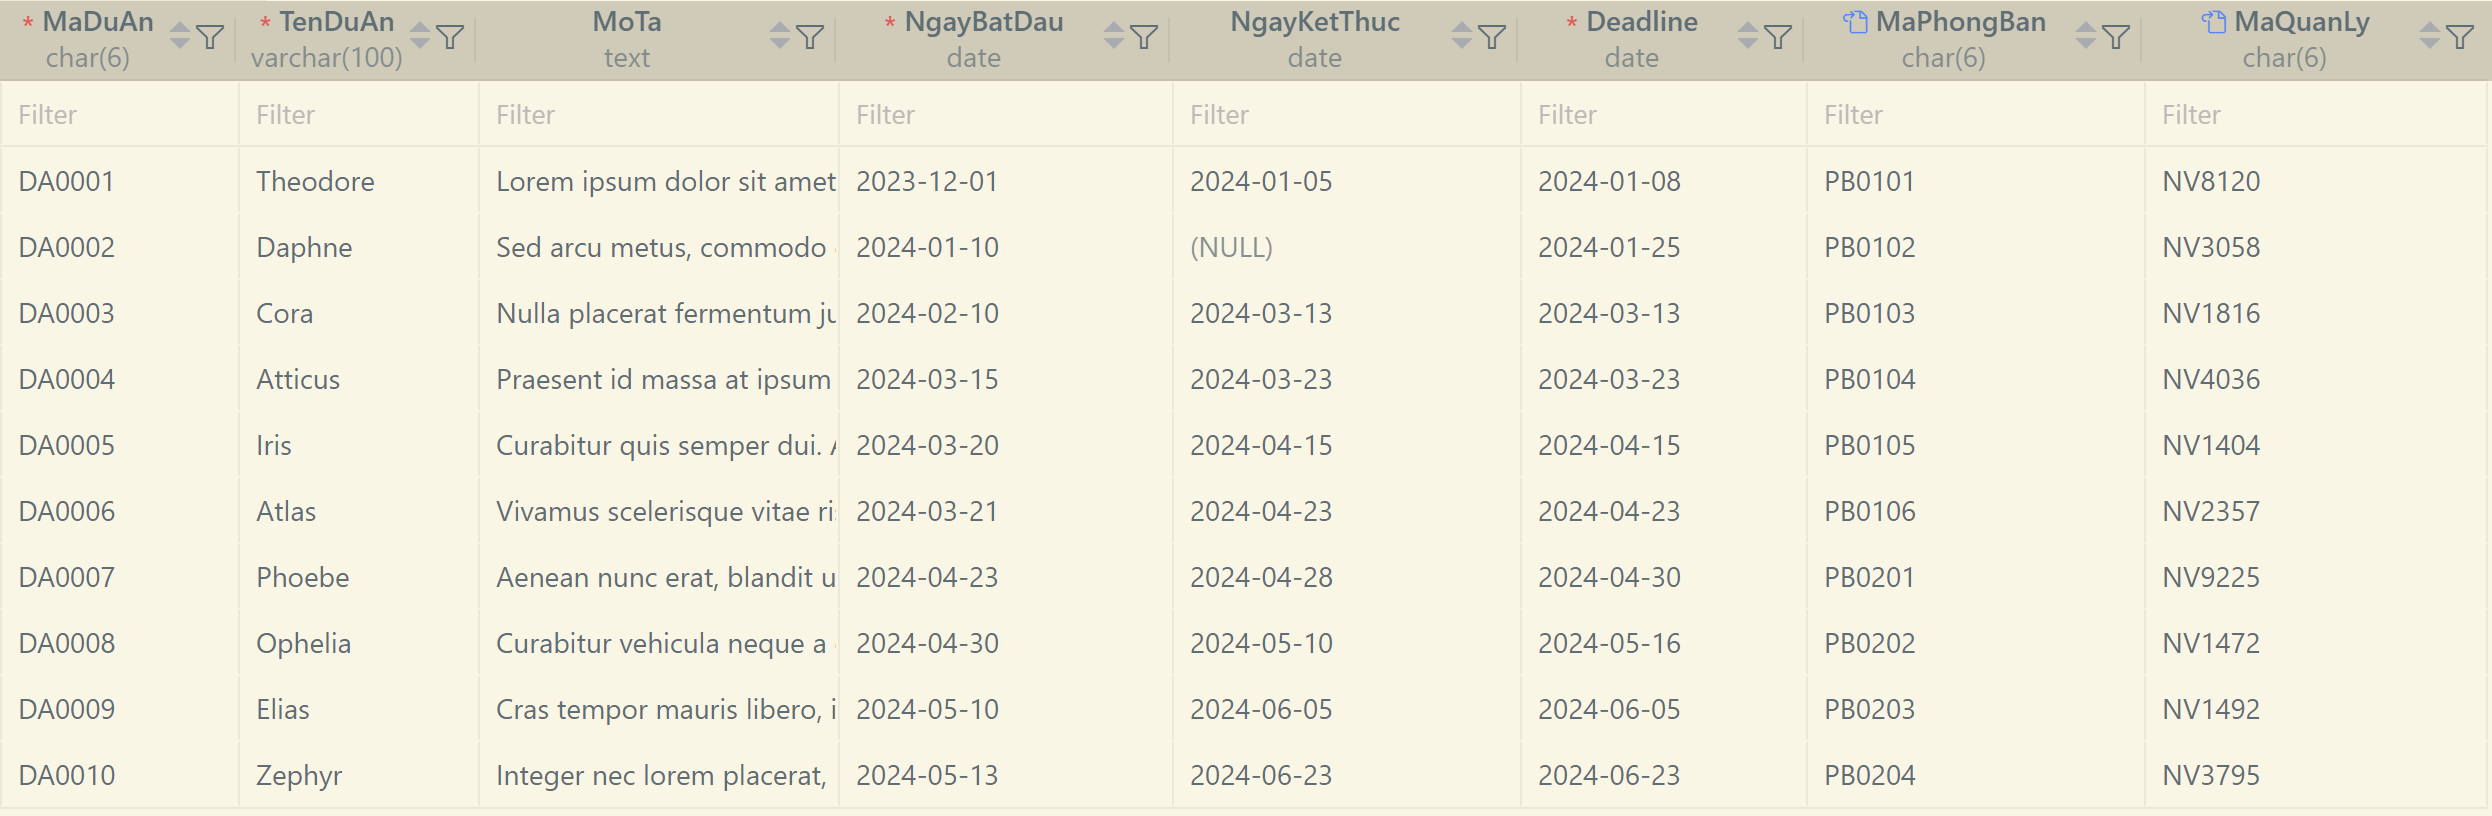 * MaDuAn * TenDuAn MoTa * NgayBatDau NgayKetThuc * Deadline MaPhongBan MaQuanLy
char(6) varchar(100) text date date date char(6) char(6)
Filter Filter Filter Filter Filter Filter Filter Filter
DA0001 Theodore Lorem ipsum dolor sit amet 2023-12-01 2024-01-05 2024-01-08 PB0101 NV8120
DA0002 Daphne Sed arcu metus, commodo 2024-01-10 (NULL) 2024-01-25 PB0102 NV3058
DA0003 Cora Nulla placerat fermentum ju 2024-02-10 2024-03-13 2024-03-13 PB0103 NV1816
DA0004 Atticus Praesent id massa at ipsum 2024-03-15 2024-03-23 2024-03-23 PB0104 NV4036
DA0005 Iris Curabitur quis semper dui. A 2024-03-20 2024-04-15 2024-04-15 PB0105 NV1404
DA0006 Atlas Vivamus scelerisque vitae ris 2024-03-21 2024-04-23 2024-04-23 PB0106 NV2357
DA0007 Phoebe Aenean nunc erat, blandit u 2024-04-23 2024-04-28 2024-04-30 PB0201 NV9225
DA0008 Ophelia Curabitur vehicula neque a 2024-04-30 2024-05-10 2024-05-16 PB0202 NV1472
DA0009 Elias Cras tempor mauris libero, i 2024-05-10 2024-06-05 2024-06-05 PB0203 NV1492
DA0010 Zephyr Integer nec lorem placerat, 2024-05-13 2024-06-23 2024-06-23 PB0204 NV3795